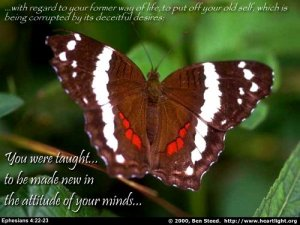 ...with regard to your former way of life, to put off your old self, which is
being corrupted by its deceitful desires;
You were taught...
to be made new in
the attitude of your minds...
Ephesians 4:22-23
© 2000, Ben Steed, http://www.heartlight.org